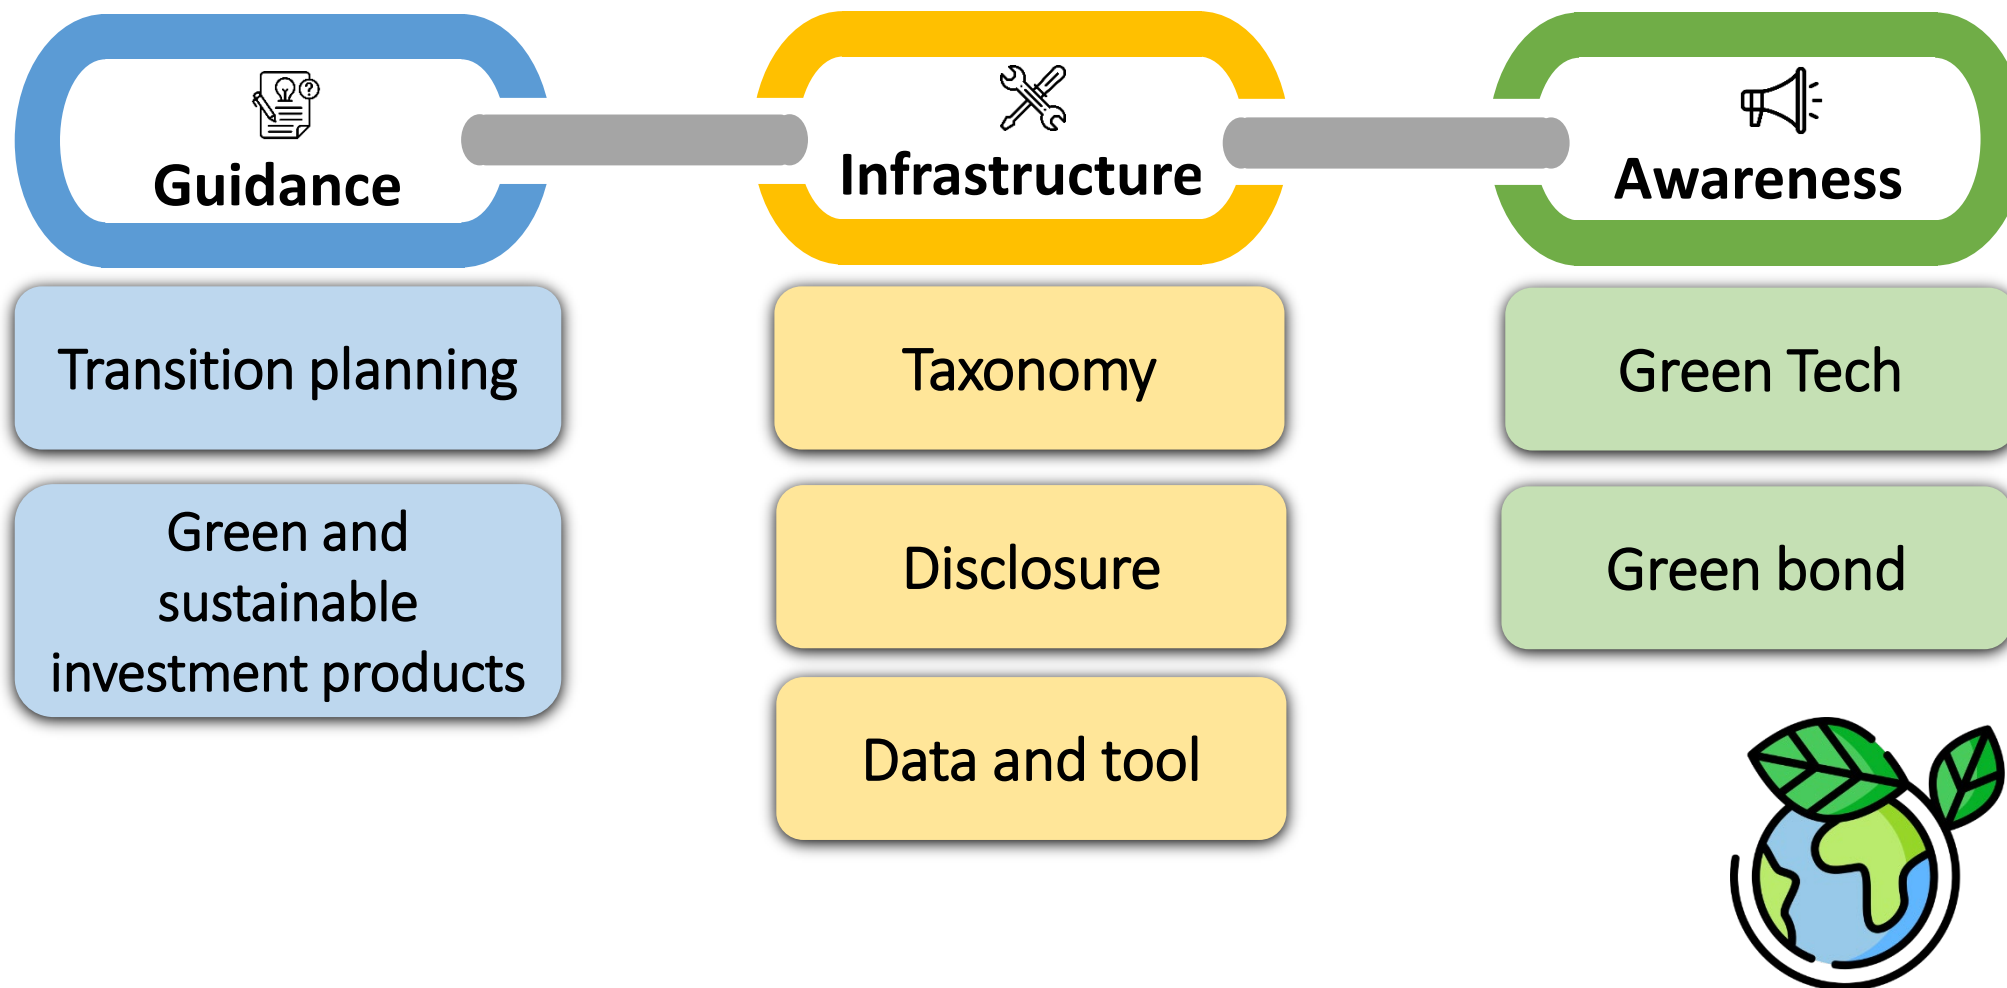 Guidance
Transition planning
Green and
sustainable
investment products
Infrastructure
Taxonomy
Disclosure
Data and tool
Awareness
Green Tech
Green bond